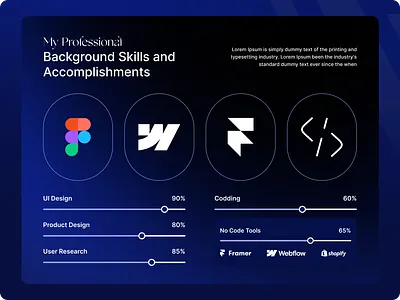 My Professional
Background Skills and
Accomplishments
Lorem Ipsum is simply dummy text of the printing and
typesetting industry. Lorem Ipsum been the industry's
standard dummy text ever since the when
UI Design 90%
Product Design 80%
User Research 85%
Codding 60%
No Code Tools 65%
Framer Webflow shopify